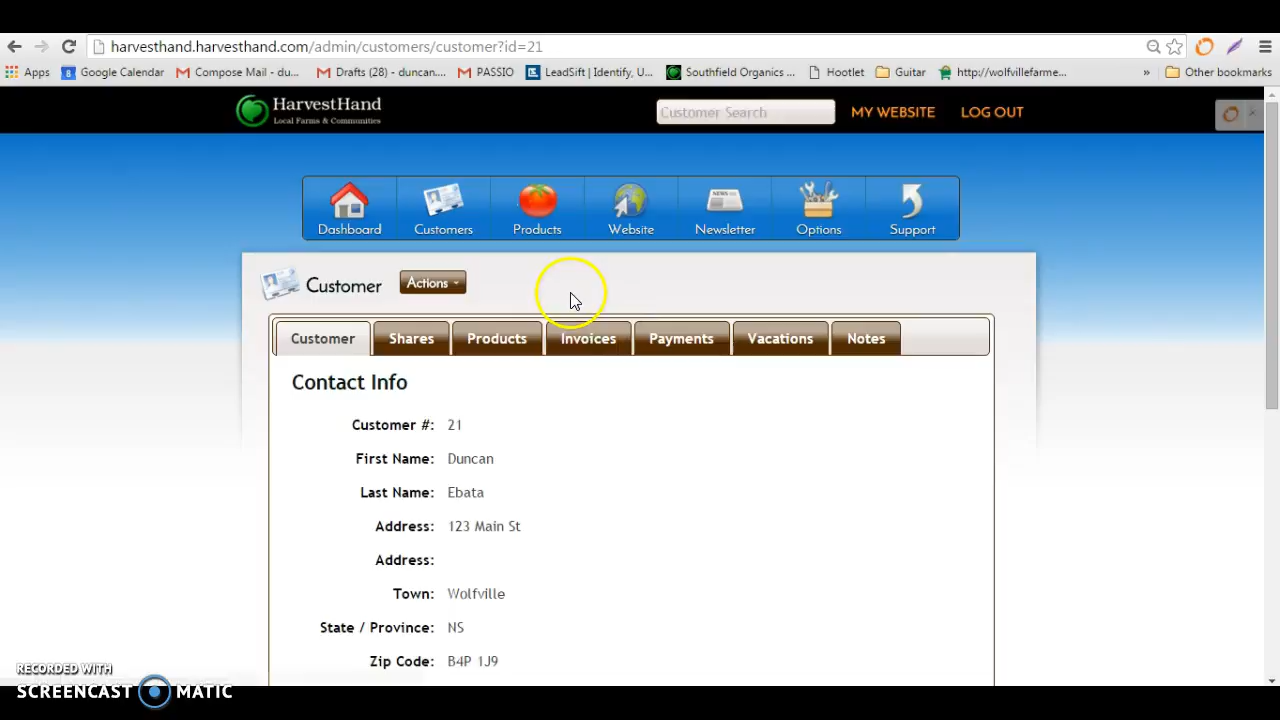 harvesthand.harvesthand.com/admin/customers/customer?id=21
Apps Google Calendar Compose Mail - du... Drafts (28) - duncan.... PASSIO LeadSift | Identify, U... Southfield Organics ... Hootlet Guitar http://wolfvillefarme... » Other bookmarks
HarvestHand
Local Farms & Communities
Customer Search MY WEBSITE LOG OUT
Dashboard Customers Products Website Newsletter Options Support
NEWS
Customer Actions
Customer Shares Products Invoices Payments Vacations Notes
Contact Info
Customer #: 21
First Name: Duncan
Last Name: Ebata
Address: 123 Main St
Address:
Town: Wolfville
State / Province: NS
Zip Code: B4P 1J9
RECORDED WITH
SCREENCAST MATIC